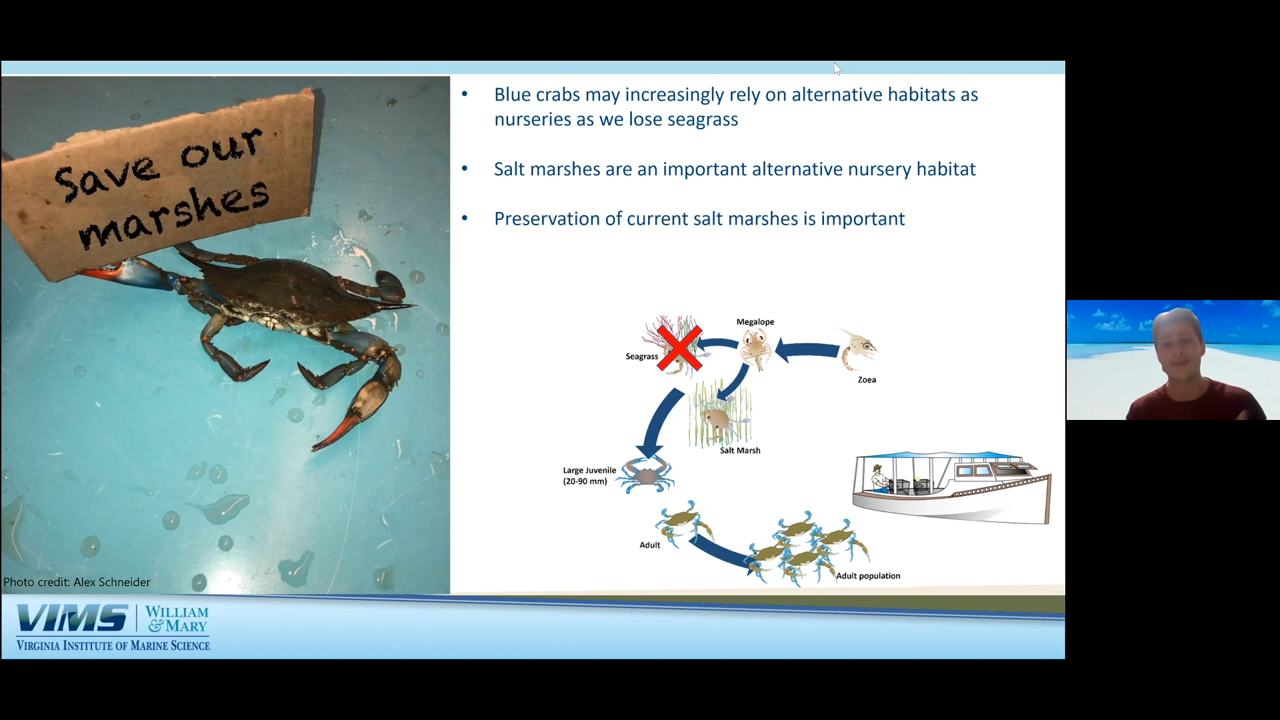 Save our
marshes
Photo credit: Alex Schneider
• Blue crabs may increasingly rely on alternative habitats as
nurseries as we lose seagrass
• Salt marshes are an important alternative nursery habitat
• Preservation of current salt marshes is important
Megalope
Seagrass
Zoea
Salt Marsh
Large Juvenile
(20-90 mm)
Adult
Adult population
VIMS
WILLIAM
& MARY
VIRGINIA INSTITUTE OF MARINE SCIENCE